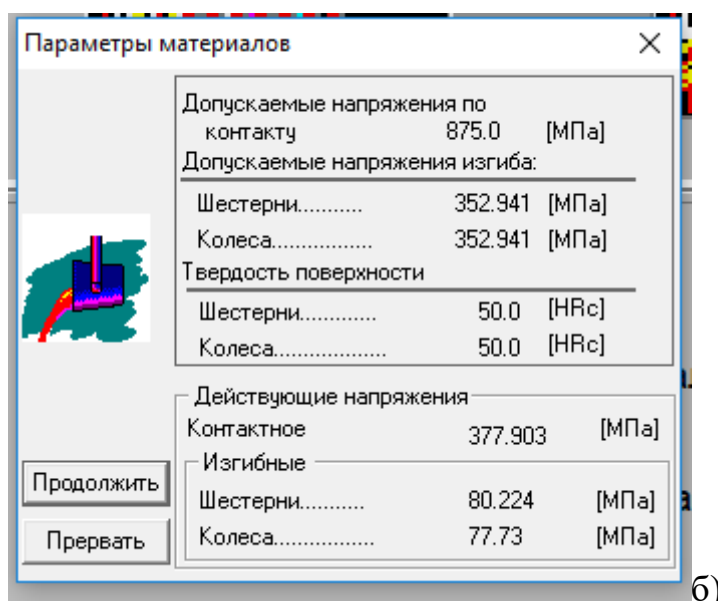 Параметры материалов
Допускаемые напряжения по
контакту 875.0 [МПа]
Допускаемые напряжения изгиба:
Шестерни........... 352.941 [МПа]
Колеса................. 352.941 [МПа]
Твердость поверхности
Шестерни............. 50.0 [HRc]
Колеса................... 50.0 [HRc]
Действующие напряжения
Контактное 377.903 [МПа]
Изгибные
Продолжить
Шестерни........... 80.224 [МПа]
Прервать
Колеса................. 77.73 [МПа]
б)